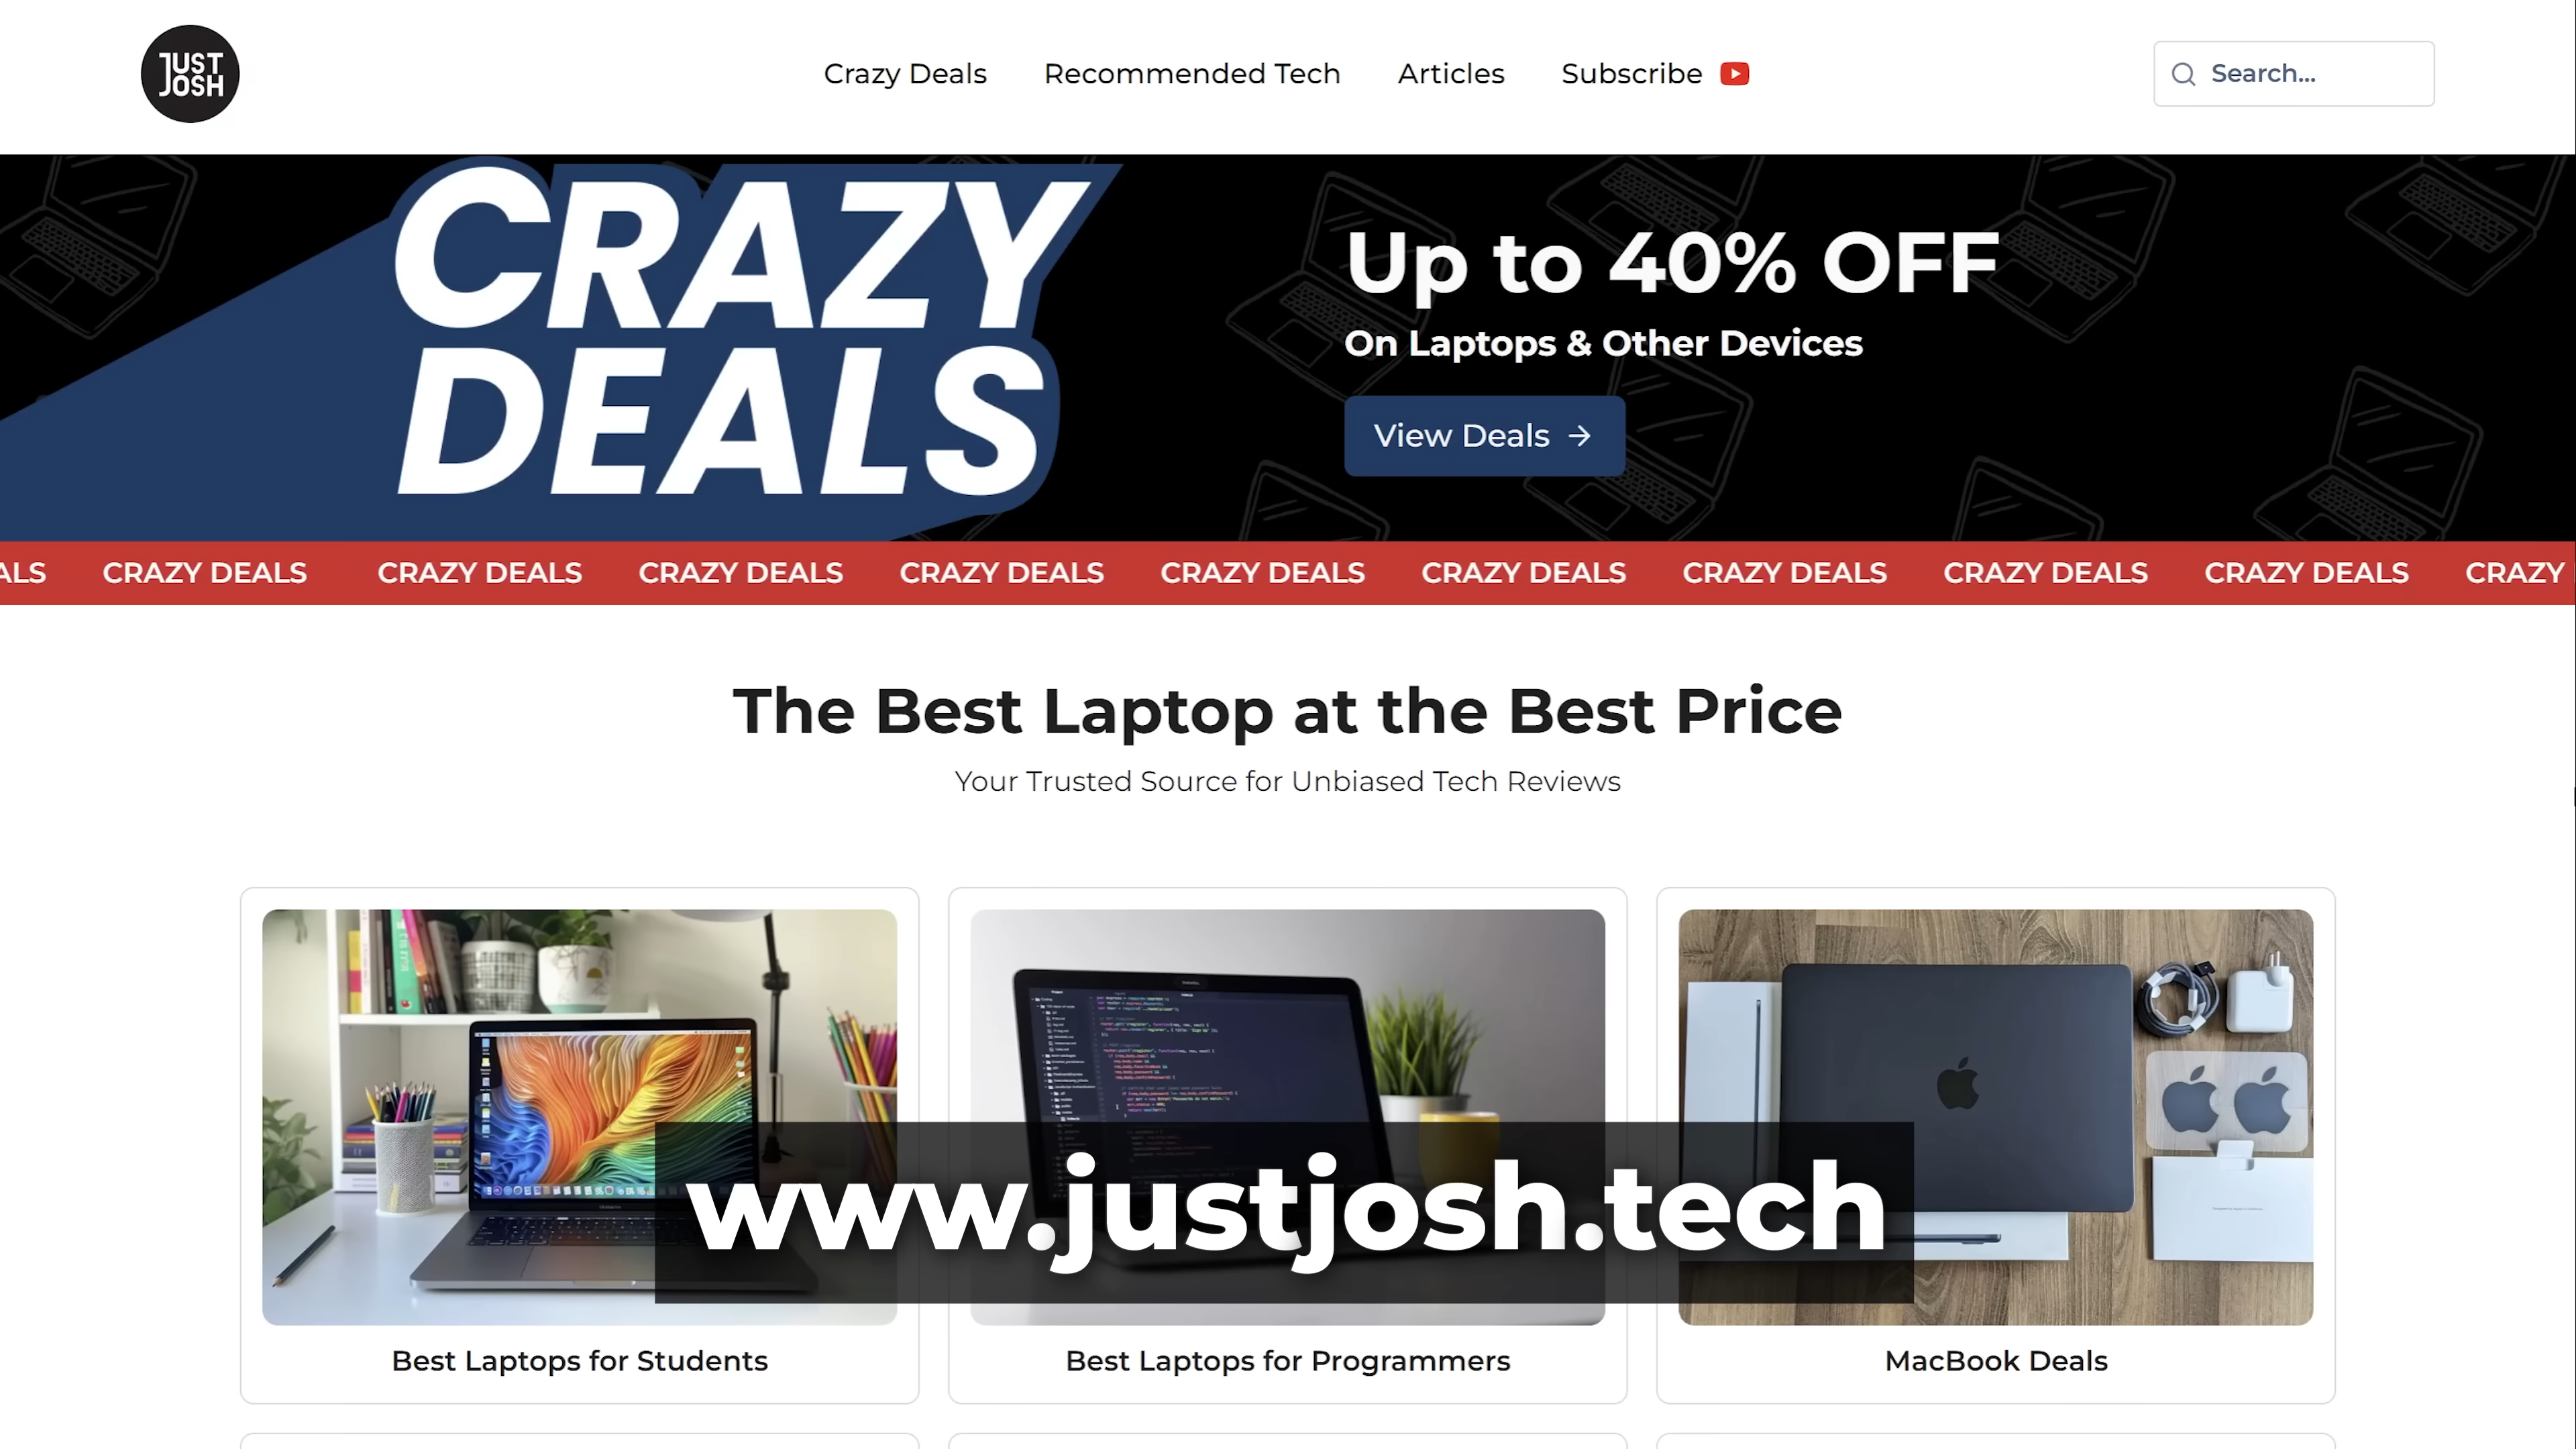 JUST
JOSH
Crazy Deals
Recommended Tech
Articles
Subscribe
Search...
CRAZY
DEALS
Up to 40% OFF
On Laptops & Other Devices
View Deals →
ALS CRAZY DEALS CRAZY DEALS CRAZY DEALS CRAZY DEALS CRAZY DEALS CRAZY DEALS CRAZY DEALS CRAZY DEALS CRAZY DEALS CRAZY
The Best Laptop at the Best Price
Your Trusted Source for Unbiased Tech Reviews
www.justjosh.tech
Best Laptops for Students
Best Laptops for Programmers
MacBook Deals